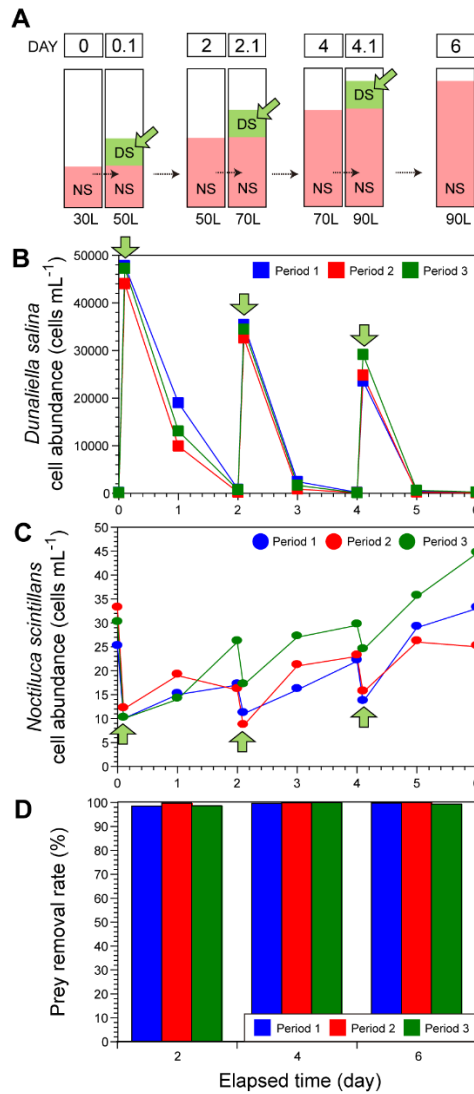 A
DAY 0 0.1 2 2.1 4 4.1 6
DS DS DS
NS NS NS NS NS NS NS
30L 50L 50L 70L 70L 90L 90L
B
Dunaliella salina
cell abundance (cells mL⁻¹)
Period 1 Period 2 Period 3
50000
40000
30000
20000
10000
0
0 1 2 3 4 5 6
C
Noctiluca scintillans
cell abundance (cells mL⁻¹)
Period 1 Period 2 Period 3
50
45
40
35
30
25
20
15
10
5
0
0 1 2 3 4 5 6
D
Prey removal rate (%)
100
90
80
70
60
50
40
30
20
10
0
Period 1 Period 2 Period 3
2 4 6
Elapsed time (day)